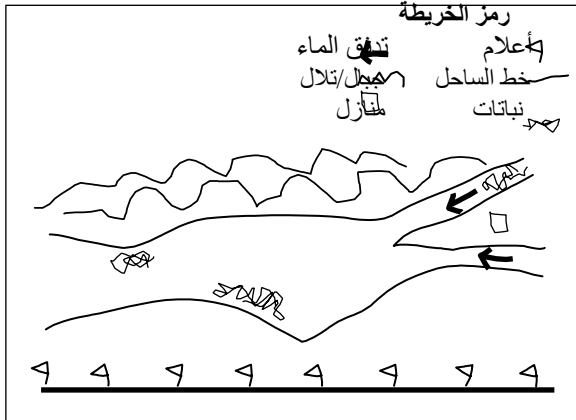 رمز الخريطة
أعلام تدفق الماء
خط الساحل جبال/تلال
نباتات منازل